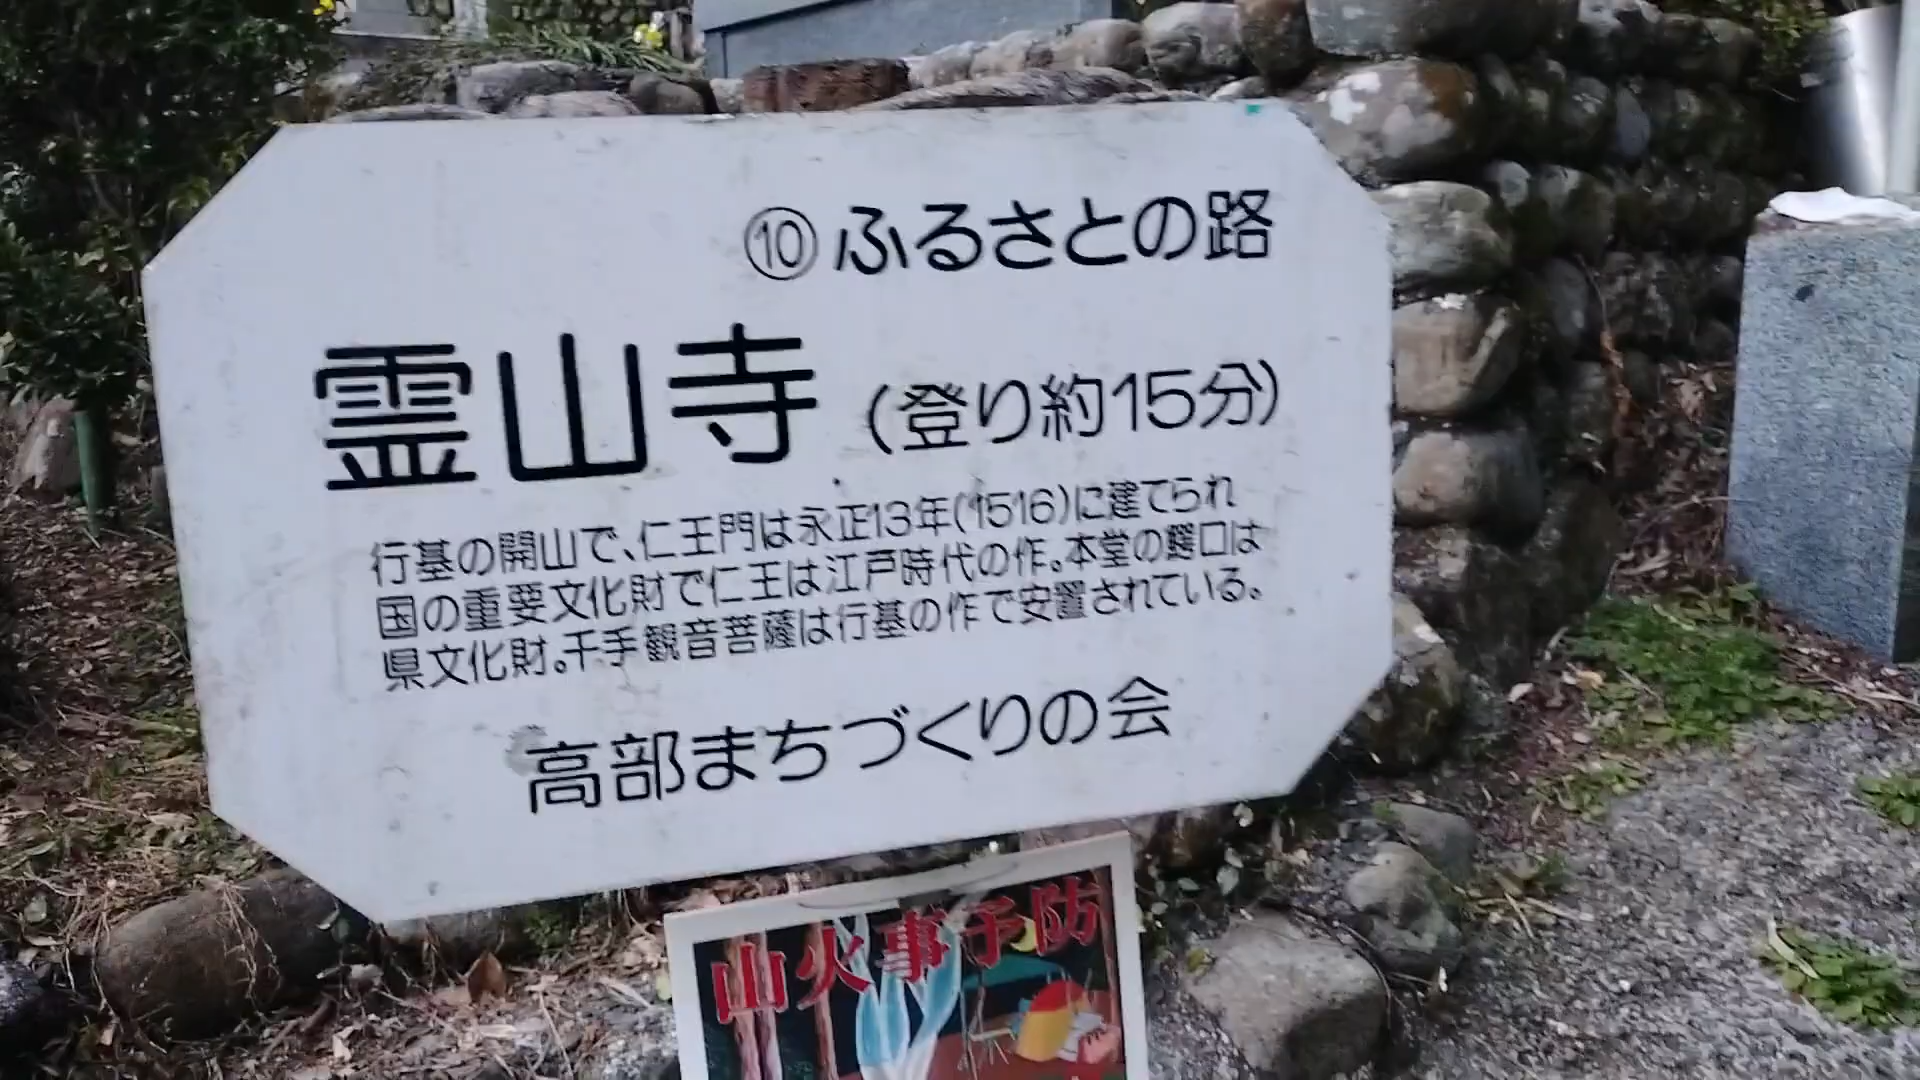 ⑩ふるさとの路
霊山寺(登り約15分)
行基の開山で、仁王門は永正13年(1516)に建てられ
国の重要文化財で仁王は江戸時代の作。本堂の鰐口は
県文化財。千手観音菩薩は行基の作で安置されている。
高部まちづくりの会
山火事予防